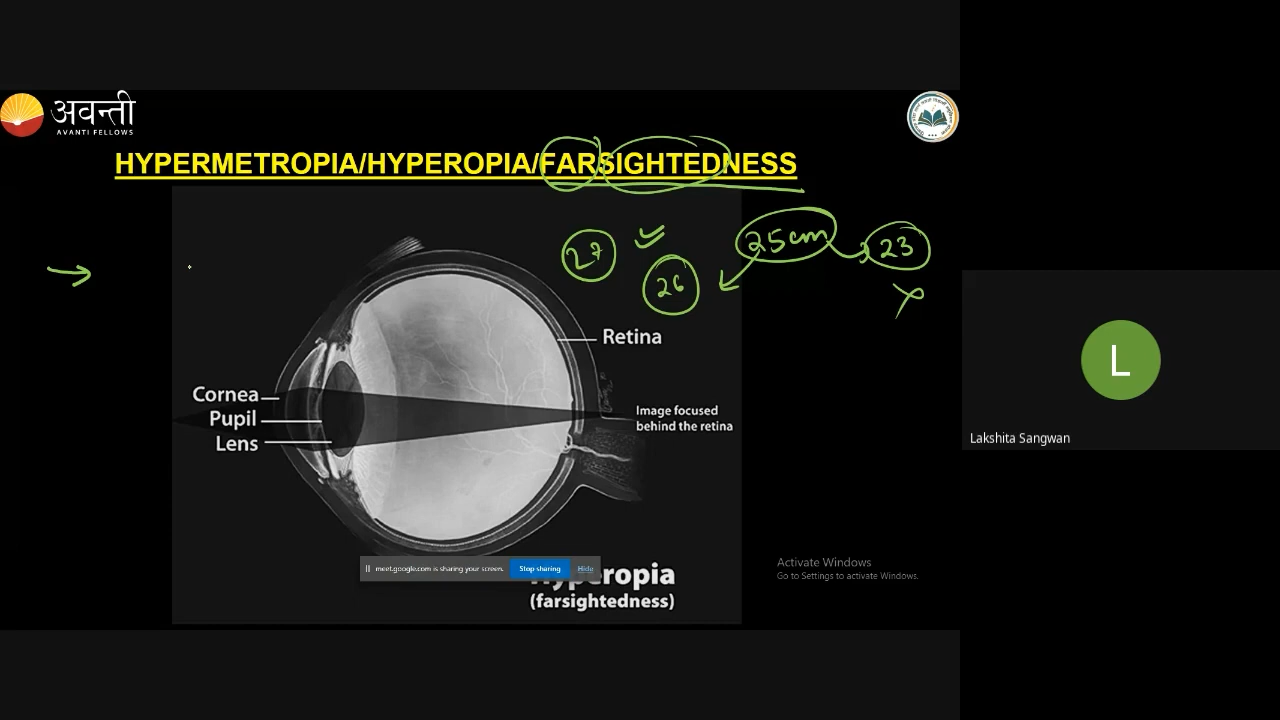 अवन्ती
AVANTI FELLOWS
HYPERMETROPIA/HYPEROPIA/FARSIGHTEDNESS
27
26
25cm
23
Retina
Cornea
Pupil
Lens
Image focused
behind the retina
L
Lakshita Sangwan
meet.google.com is sharing your screen.
Stop sharing
Hide
eropia
(farsightedness)
Activate Windows
Go to Settings to activate Windows.